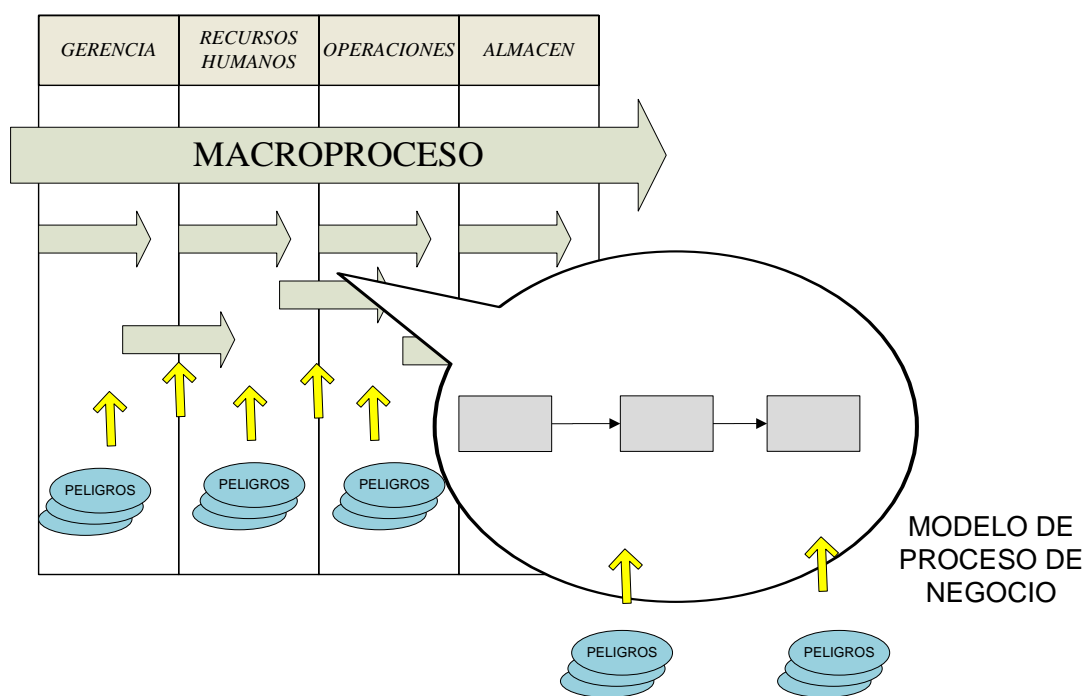 GERENCIA
RECURSOS
HUMANOS
OPERACIONES
ALMACEN
MACROPROCESO
PELIGROS
PELIGROS
PELIGROS
MODELO DE
PROCESO DE
NEGOCIO
PELIGROS
PELIGROS